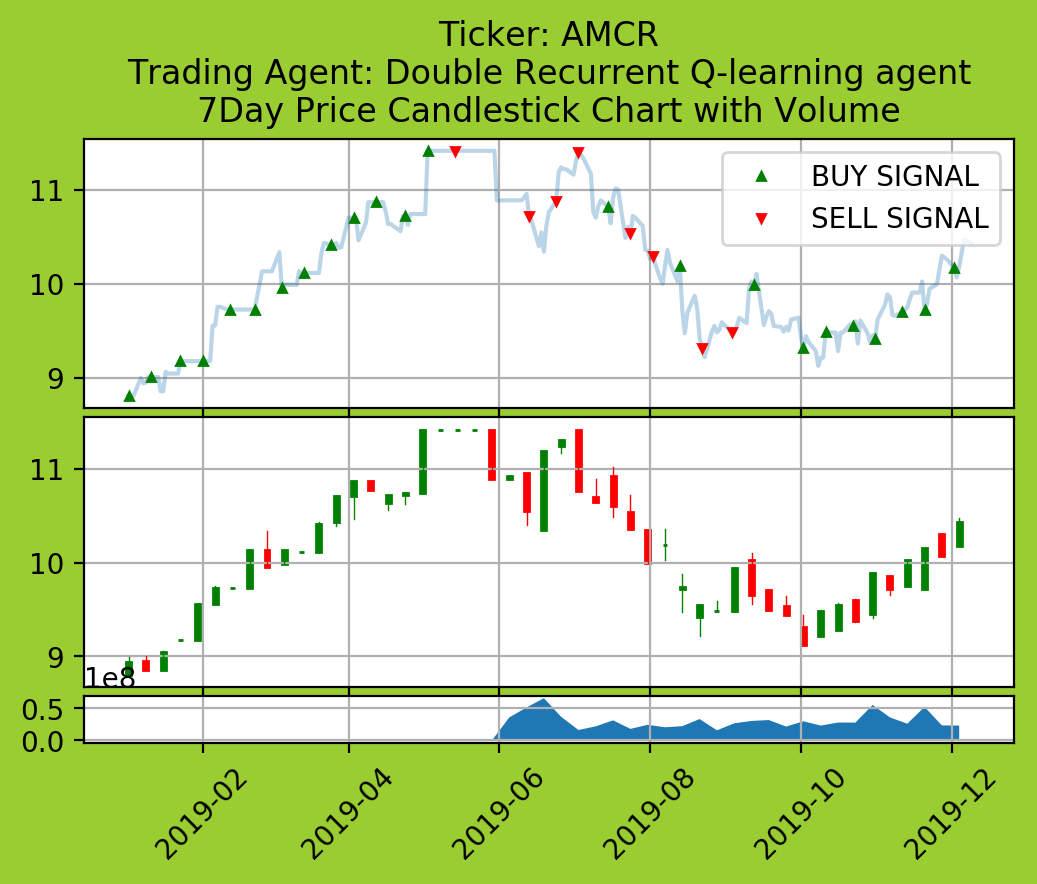 Ticker: AMCR
Trading Agent: Double Recurrent Q-learning agent
7Day Price Candlestick Chart with Volume
BUY SIGNAL
SELL SIGNAL
11
10
9
11
10
9
1e8
0.5
0.0
2019-02
2019-04
2019-06
2019-08
2019-10
2019-12